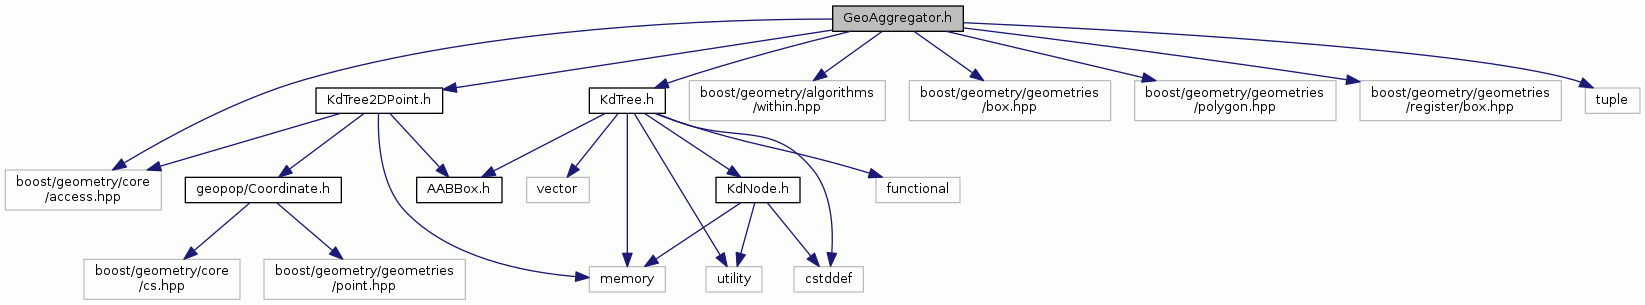 GeoAggregator.h
KdTree2DPoint.h
KdTree.h
boost/geometry/algorithms
/within.hpp
boost/geometry/geometries
/box.hpp
boost/geometry/geometries
/polygon.hpp
boost/geometry/geometries
/register/box.hpp
tuple
boost/geometry/core
/access.hpp
geopop/Coordinate.h
AABBox.h
vector
KdNode.h
functional
boost/geometry/core
/cs.hpp
boost/geometry/geometries
/point.hpp
memory
utility
cstddef